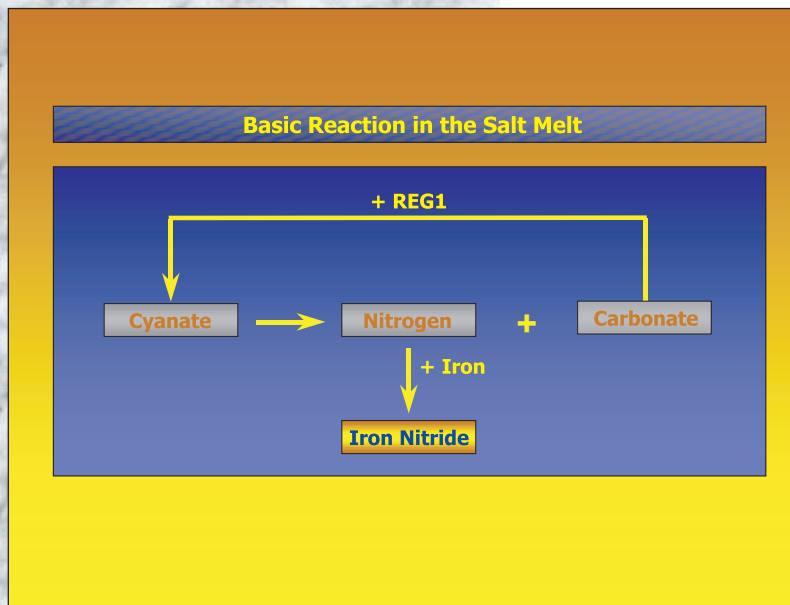 Basic Reaction in the Salt Melt
+ REG1
Cyanate
Nitrogen
+
Carbonate
+ Iron
Iron Nitride